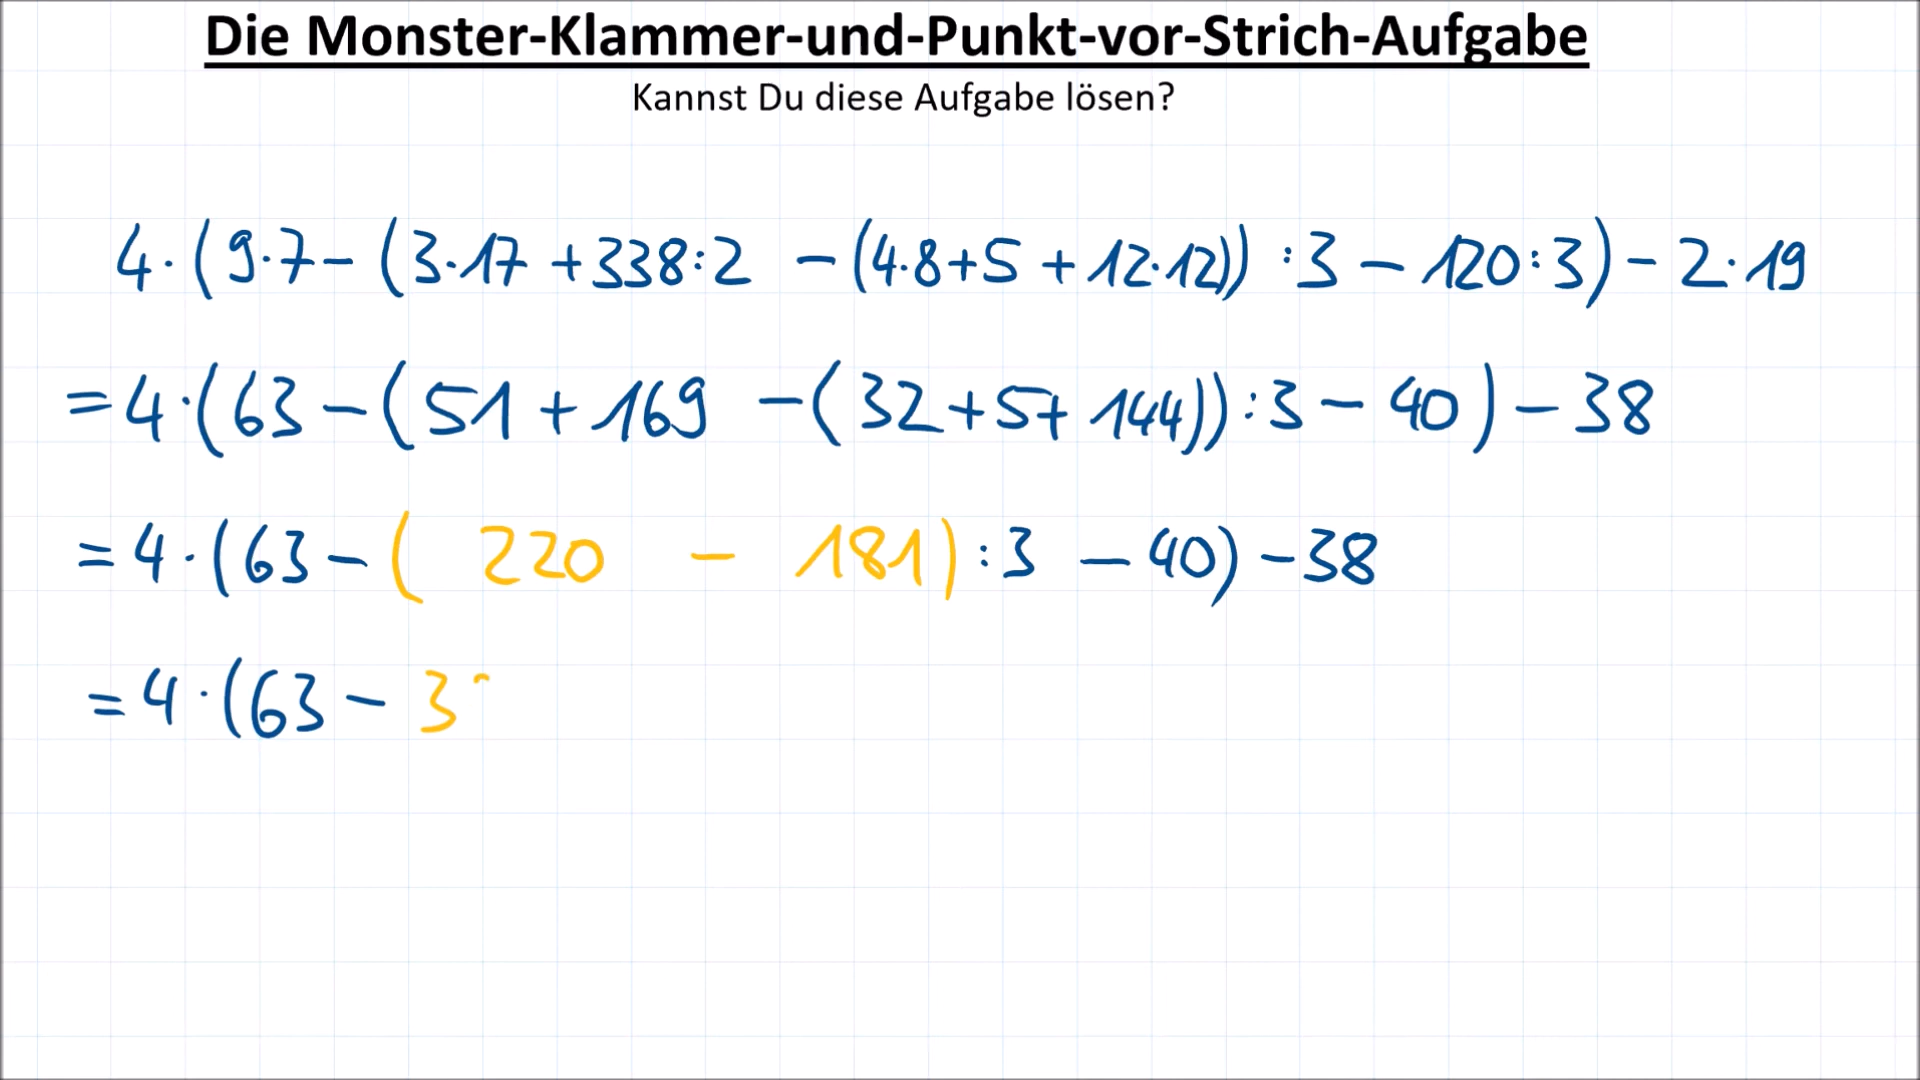 Die Monster-Klammer-und-Punkt-vor-Strich-Aufgabe
Kannst Du diese Aufgabe lösen?
4·(9·7-(3·17+338:2-(4·8+5+12·12)):3-120:3)-2·19
=4·(63-(51+169-(32+5+144)):3-40)-38
=4·(63-(220-181):3-40)-38
=4·(63-3